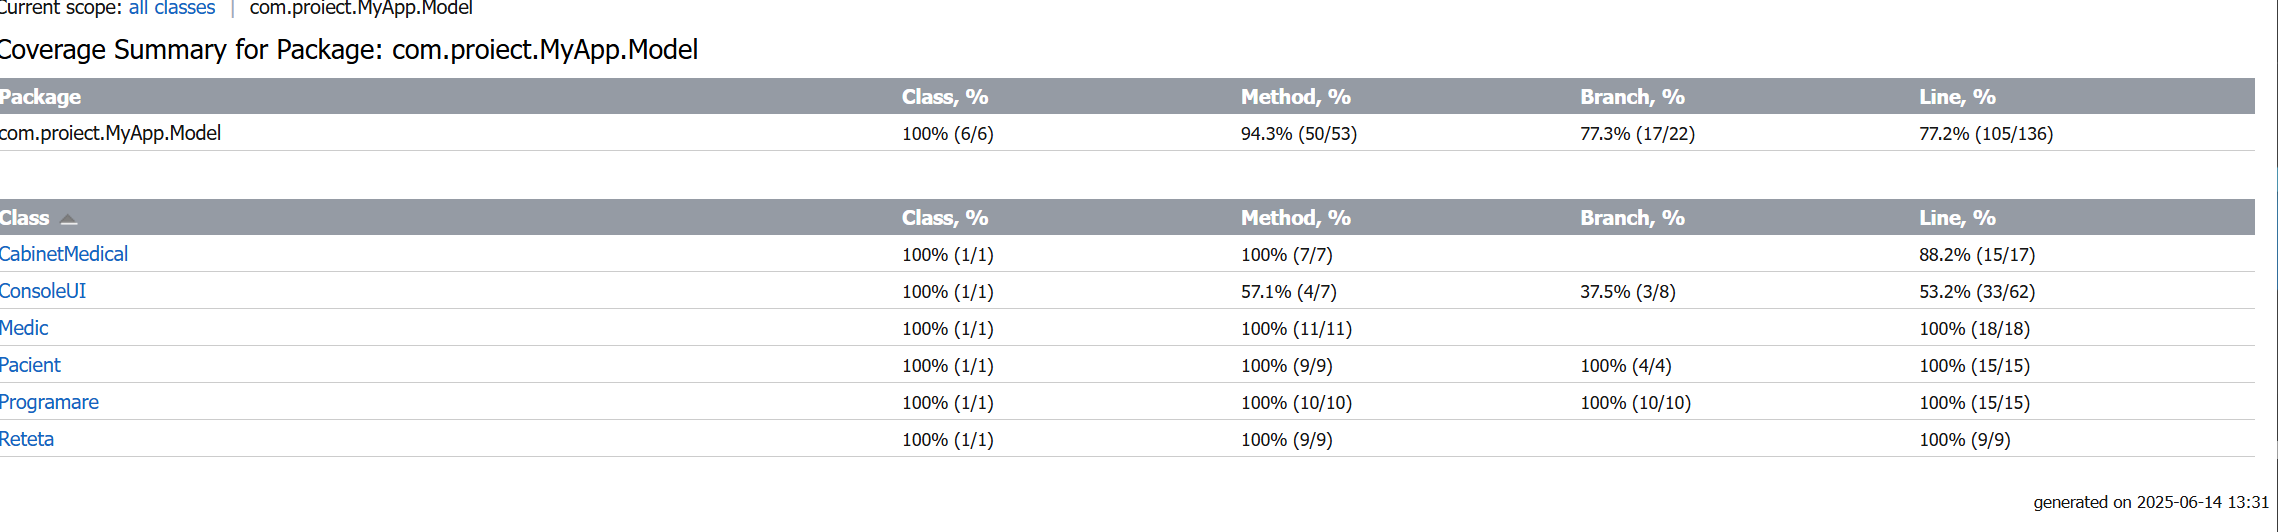 Current scope: all classes | com.proiect.MyApp.Model
Coverage Summary for Package: com.proiect.MyApp.Model
Package Class, % Method, % Branch, % Line, %
com.proiect.MyApp.Model 100% (6/6) 94.3% (50/53) 77.3% (17/22) 77.2% (105/136)
Class Class, % Method, % Branch, % Line, %
CabinetMedical 100% (1/1) 100% (7/7) 88.2% (15/17)
ConsoleUI 100% (1/1) 57.1% (4/7) 37.5% (3/8) 53.2% (33/62)
Medic 100% (1/1) 100% (11/11) 100% (18/18)
Pacient 100% (1/1) 100% (9/9) 100% (4/4) 100% (15/15)
Programare 100% (1/1) 100% (10/10) 100% (10/10) 100% (15/15)
Reteta 100% (1/1) 100% (9/9) 100% (9/9)
generated on 2025-06-14 13:31